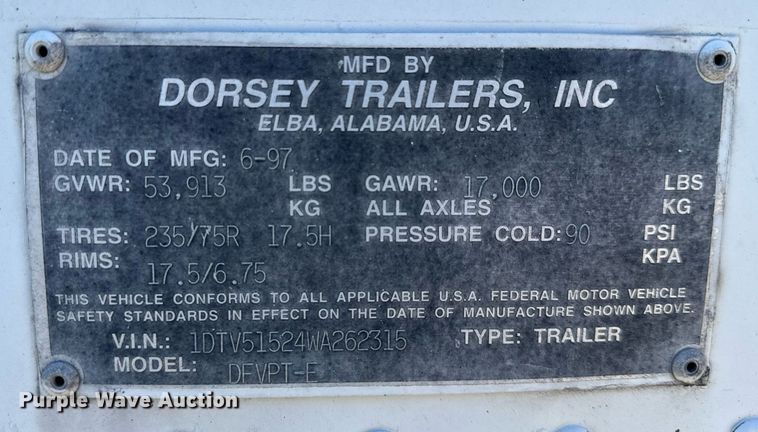 MFD BY
DORSEY TRAILERS, INC
ELBA, ALABAMA, U.S.A.
DATE OF MFG: 6-97
GVWR: 53,913 LBS GAWR: 17,000 LBS
KG ALL AXLES KG
TIRES: 235/75R 17.5H PRESSURE COLD: 90 PSI
RIMS: 17.5/6.75 KPA
THIS VEHICLE CONFORMS TO ALL APPLICABLE U.S.A. FEDERAL MOTOR VEHICLE
SAFETY STANDARDS IN EFFECT ON THE DATE OF MANUFACTURE SHOWN ABOVE.
V.I.N.: 1DTV51524WA262315 TYPE: TRAILER
MODEL: DFVPT-E
Purple Wave Auction